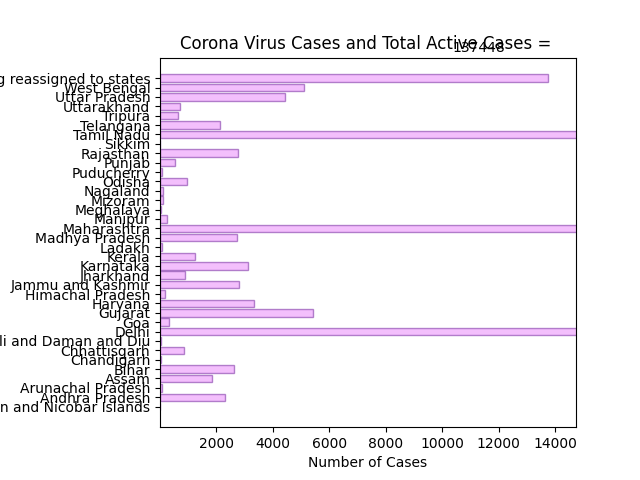 Corona Virus Cases and Total Active Cases =
137448
g reassigned to states
West Bengal
Uttar Pradesh
Uttarakhand
Tripura
Telangana
Tamil Nadu
Sikkim
Rajasthan
Punjab
Puducherry
Odisha
Nagaland
Mizoram
Meghalaya
Manipur
Maharashtra
Madhya Pradesh
Ladakh
Kerala
Karnataka
Jharkhand
Jammu and Kashmir
Himachal Pradesh
Haryana
Gujarat
Goa
Delhi
li and Daman and Diu
Chhattisgarh
Chandigarh
Bihar
Assam
Arunachal Pradesh
Andhra Pradesh
n and Nicobar Islands
2000 4000 6000 8000 10000 12000 14000
Number of Cases